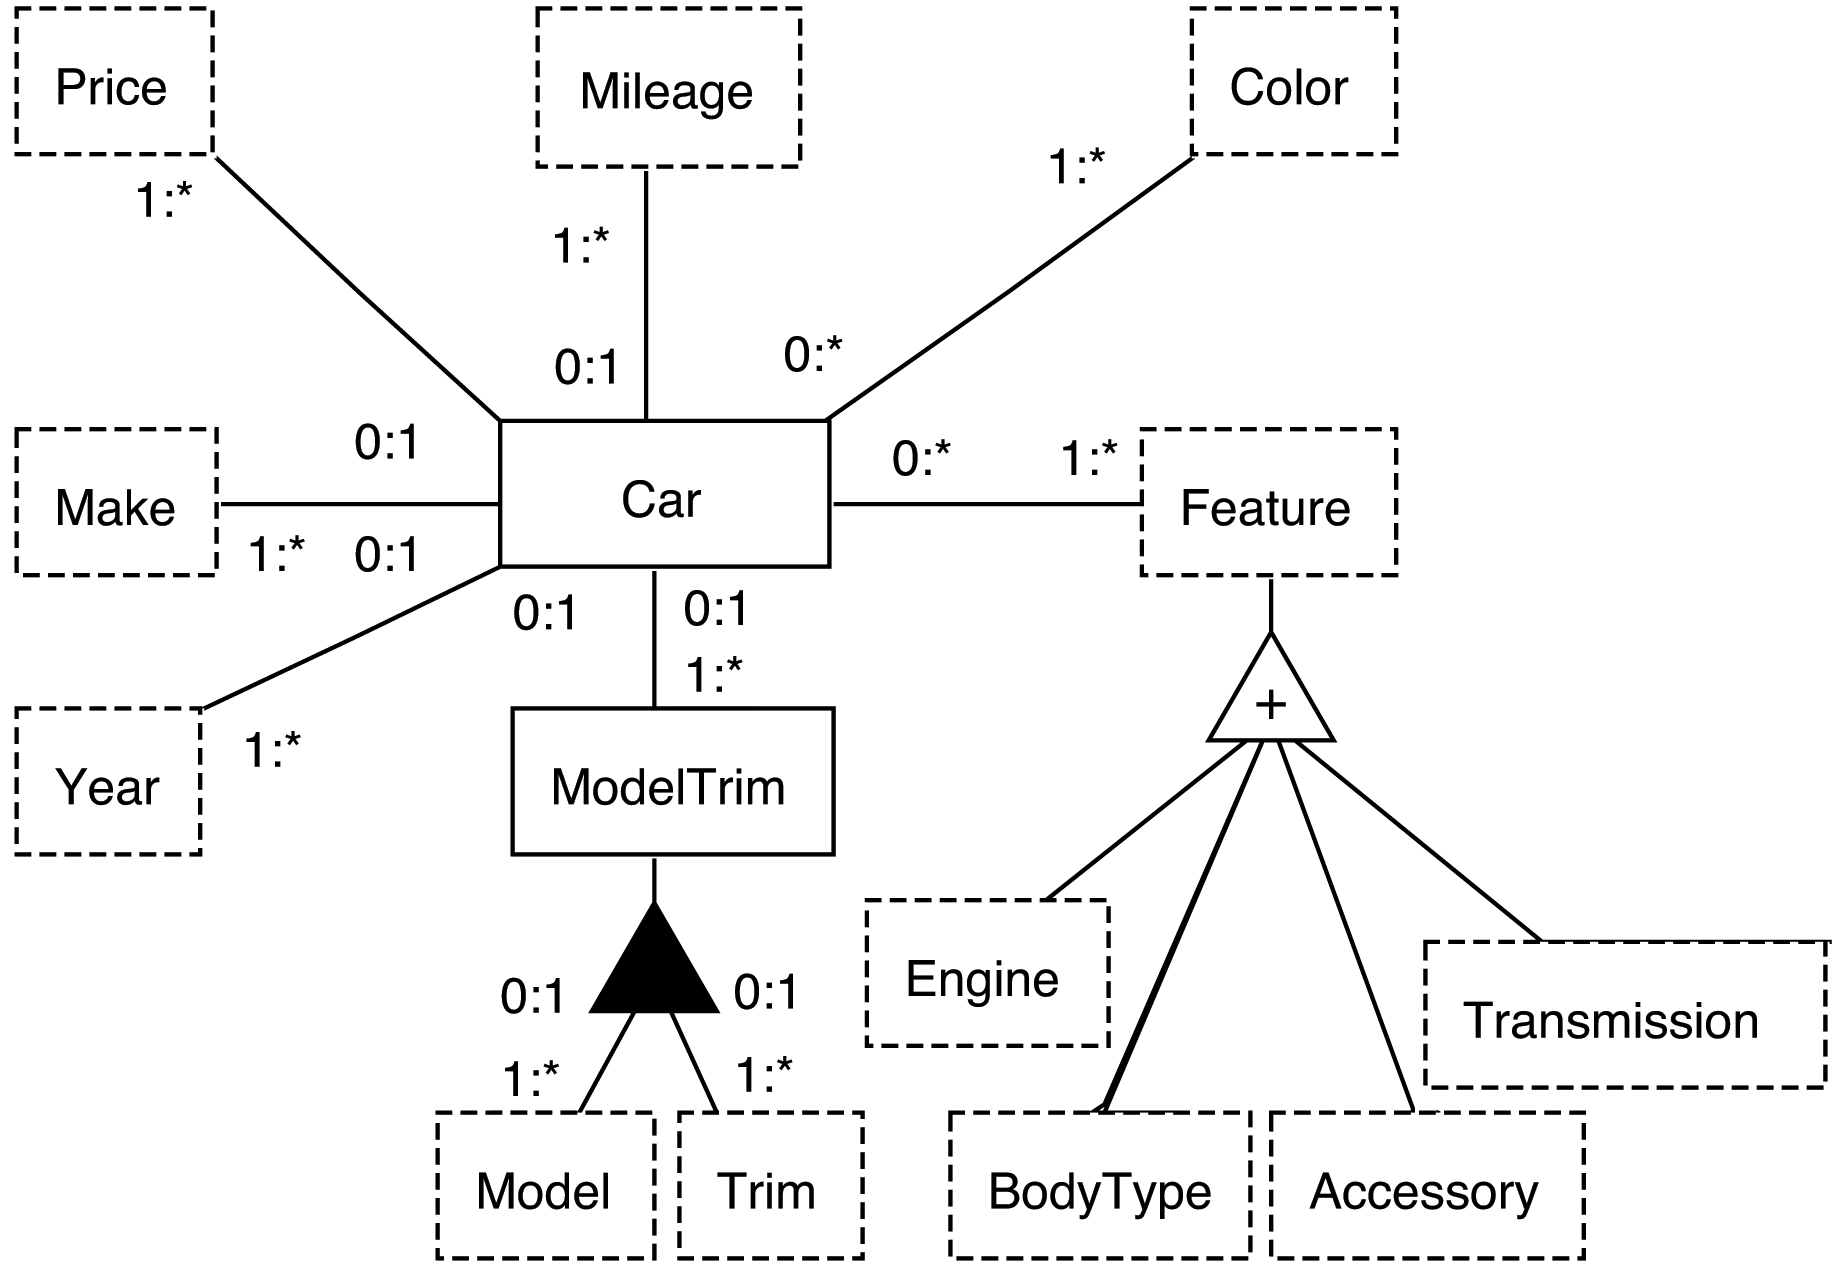 Price
Mileage
Color
1:*
1:*
1:*
0:1
0:*
Make
0:1
Car
0:*
1:*
Feature
1:*
0:1
0:1
0:1
1:*
+
Year
1:*
ModelTrim
0:1
0:1
Engine
Transmission
1:*
1:*
Model
Trim
BodyType
Accessory